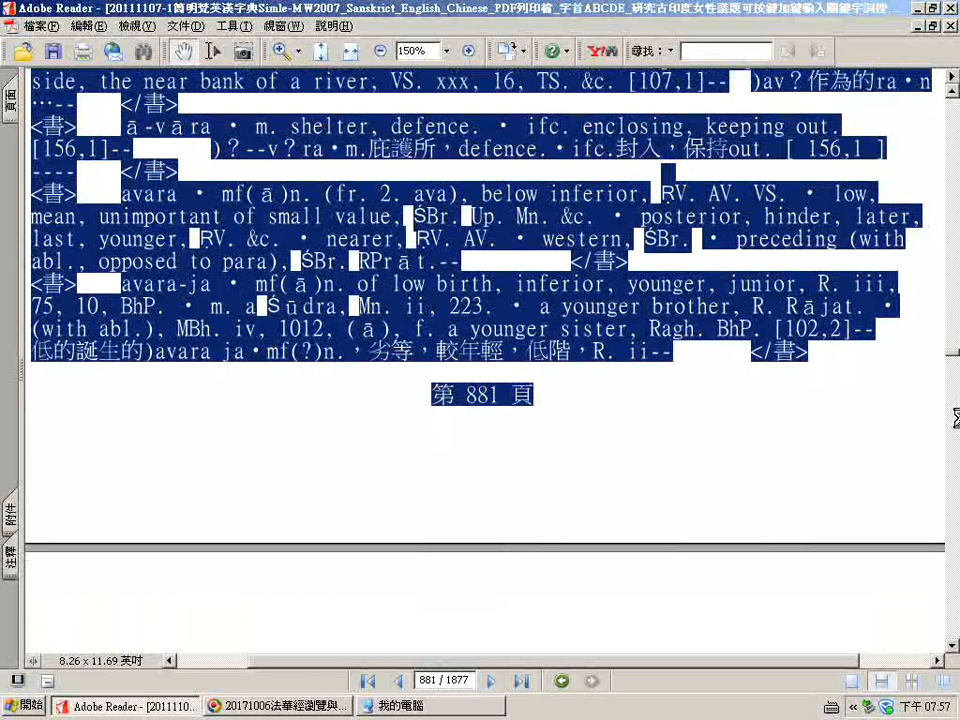 Adobe Reader - [20111107-1簡明梵英漢字典Simle-MW2007_Sanskrict_English_Chinese_PDF列印檔_字首ABCDE_研究古印度女性議題可按鍵加鍵輸入關鍵字詞搜...
檔案(F) 編輯(E) 檢視(V) 文件(D) 工具(T) 視窗(W) 說明(H)
150% 尋找：
頁面
side, the near bank of a river, VS. xxx, 16, TS. &c. [107,1]-- )av？作為的ra‧n
…-- </書>
<書> ā-vāra ‧ m. shelter, defence. ‧ ifc. enclosing, keeping out.
[156,1]-- )？--v？ra‧m.庇護所，defence.‧ifc.封入，保持out. [ 156,1 ]
---- </書>
<書> avara ‧ mf(ā)n. (fr. 2. ava), below inferior, ṚV. AV. VS. ‧ low,
mean, unimportant of small value, ŚBr. Up. Mn. &c. ‧ posterior, hinder, later,
last, younger, RV. &c. ‧ nearer, RV. AV. ‧ western, ŚBr. ‧ preceding (with
abl., opposed to para), ŚBr. RPrāt.-- </書>
<書> avara-ja ‧ mf(ā)n. of low birth, inferior, younger, junior, R. iii,
75, 10, BhP. ‧ m. a Śūdra, Mn. ii, 223. ‧ a younger brother, R. Rājat. ‧
(with abl.), MBh. iv, 1012, (ā), f. a younger sister, Ragh. BhP. [102,2]--
低的誕生的)avara ja‧mf(?)n.，劣等，較年輕，低階，R. ii-- </書>
第 881 頁
附件
注釋
8.26 x 11.69 英吋
881 / 1877
開始 Adobe Reader - [2011110... 20171006法華經瀏覽與... 我的電腦 下午 07:57